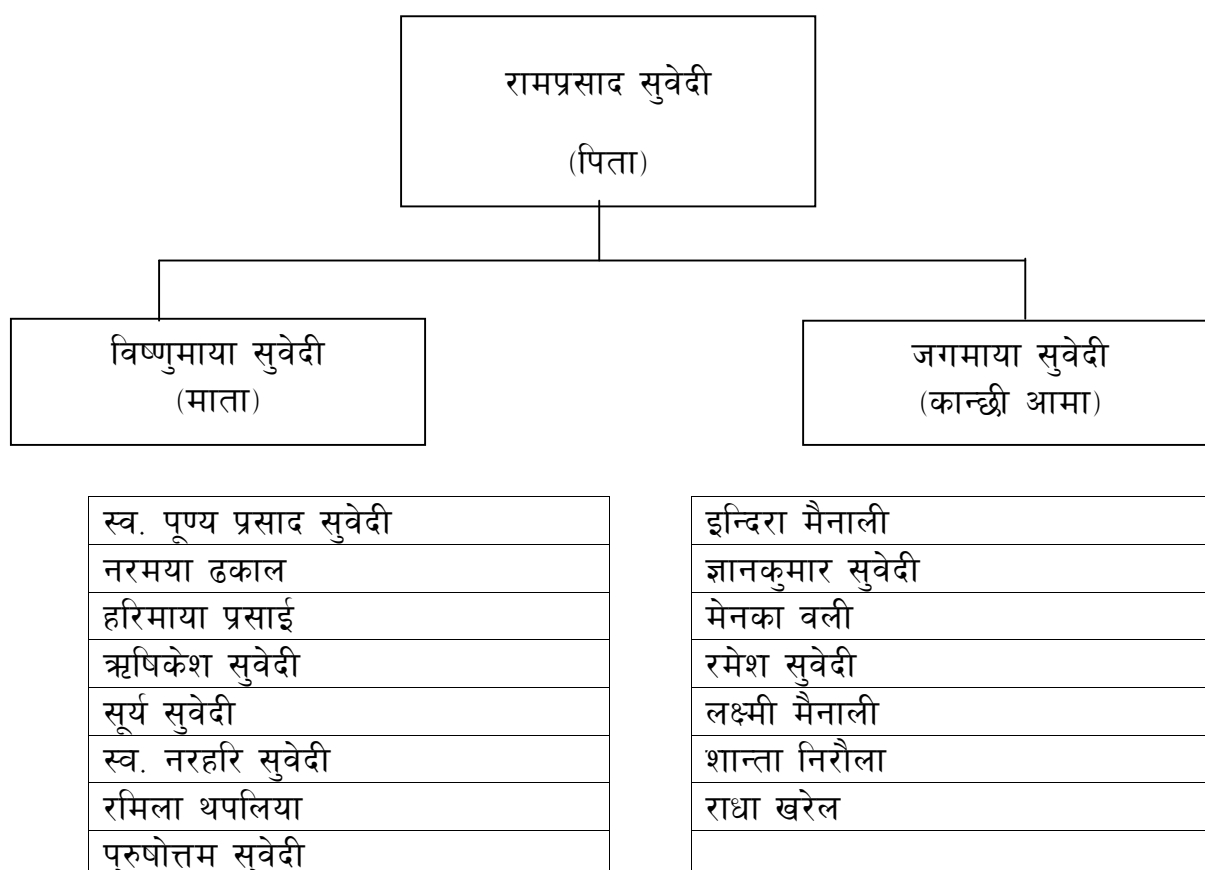 रामप्रसाद सुवेदी
(पिता)
विष्णुमाया सुवेदी
(माता)
जगमाया सुवेदी
(कान्छी आमा)
स्व. पूण्य प्रसाद सुवेदी
नरमया ढकाल
हरिमाया प्रसाई
ऋषिकेश सुवेदी
सूर्य सुवेदी
स्व. नरहरि सुवेदी
रमिला थपलिया
पुरुषोत्तम सुवेदी
इन्दिरा मैनाली
ज्ञानकुमार सुवेदी
मेनका वली
रमेश सुवेदी
लक्ष्मी मैनाली
शान्ता निरौला
राधा खरेल